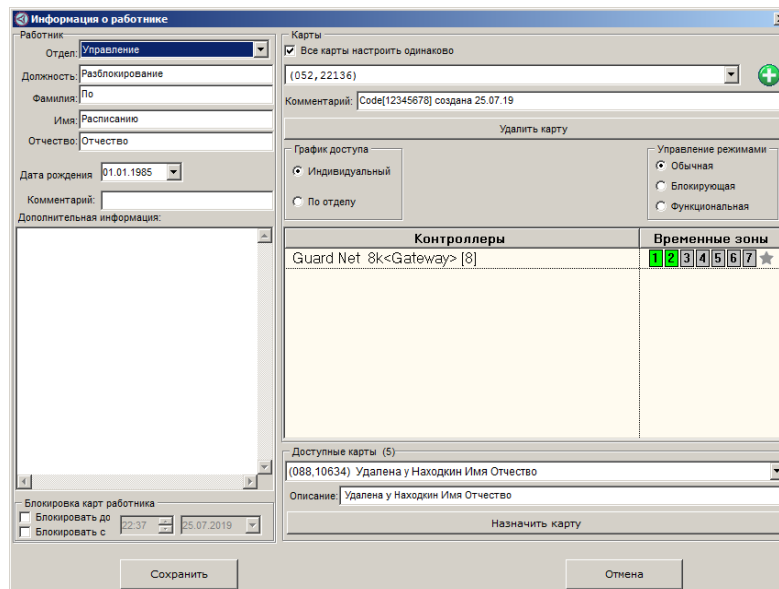 Информация о работнике
Работник
Отдел: Управление
Должность: Разблокирование
Фамилия: По
Имя: Расписанию
Отчество: Отчество
Дата рождения 01.01.1985
Комментарий:
Дополнительная информация:
Блокировка карт работника
Блокировать до
Блокировать с
22:37 25.07.2019
Сохранить
Карты
Все карты настроить одинаково
(052,22136)
Комментарий: Code[12345678] создана 25.07.19
Удалить карту
График доступа
Индивидуальный
По отделу
Управление режимами
Обычная
Блокирующая
Функциональная
Контроллеры Временные зоны
Guard Net 8k<Gateway> [8] 1 2 3 4 5 6 7
Доступные карты (5)
(088,10634) Удалена у Находкин Имя Отчество
Описание: Удалена у Находкин Имя Отчество
Назначить карту
Отмена